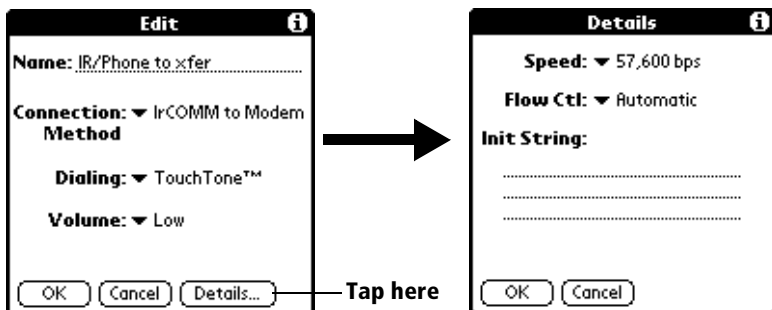 Edit
Name: IR/Phone to xfer
Connection: IrCOMM to Modem
Method
Dialing: TouchTone™
Volume: Low
OK Cancel Details...
Tap here
Details
Speed: 57,600 bps
Flow Ctl: Automatic
Init String:
OK Cancel